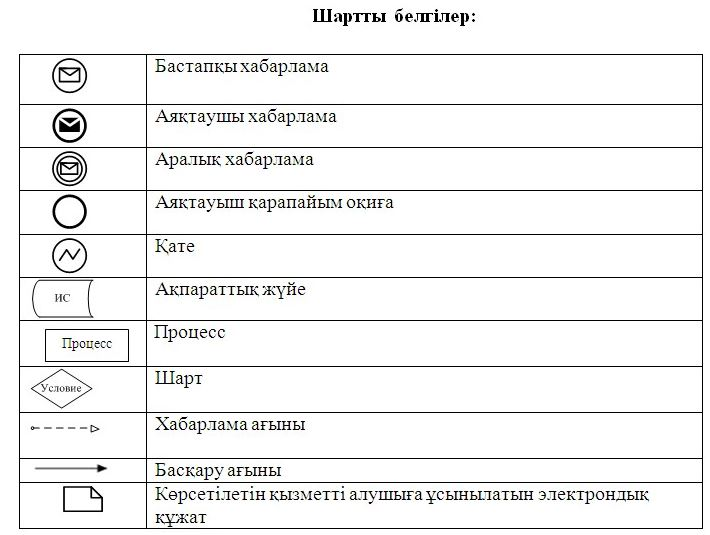 Шартты белгілер:
Бастапқы хабарлама
Аяқтаушы хабарлама
Аралық хабарлама
Аяқтауыш қарапайым оқиға
Қате
ИС
Ақпараттық жүйе
Процесс
Процесс
Условие
Шарт
Хабарлама ағыны
Басқару ағыны
Көрсетілетін қызметті алушыға ұсынылатын электрондық
құжат